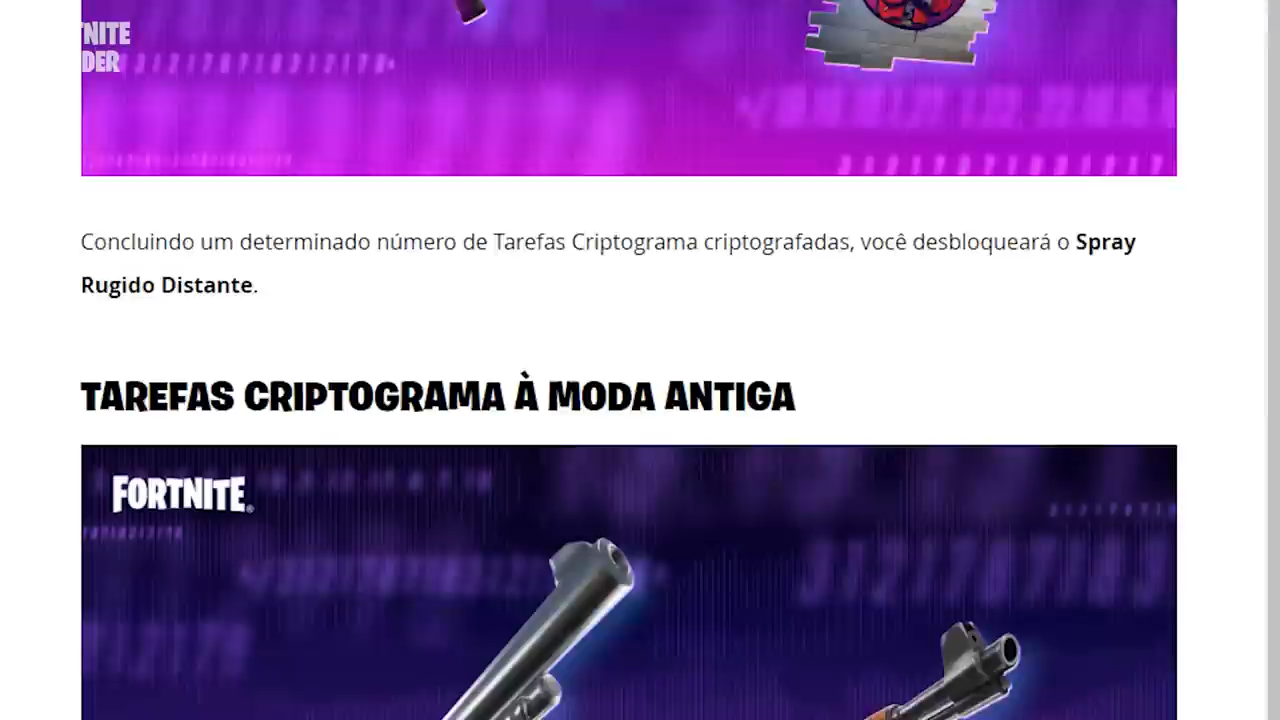 TNITE
DER
Concluindo um determinado número de Tarefas Criptograma criptografadas, você desbloqueará o Spray
Rugido Distante.
TAREFAS CRIPTOGRAMA À MODA ANTIGA
FORTNITE